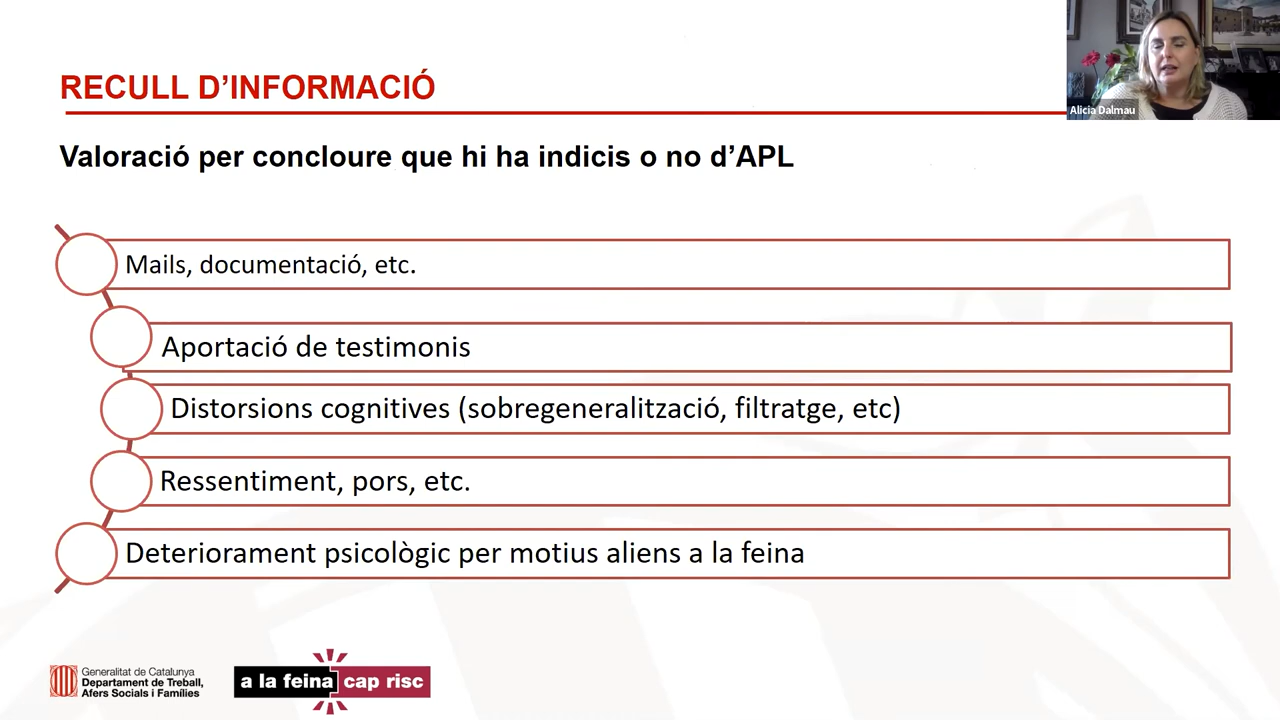 RECULL D’INFORMACIÓ
Alicia Dalmau
Valoració per concloure que hi ha indicis o no d’APL
Mails, documentació, etc.
Aportació de testimonis
Distorsions cognitives (sobregeneralització, filtratge, etc)
Ressentiment, pors, etc.
Deteriorament psicològic per motius aliens a la feina
Generalitat de Catalunya
Departament de Treball,
Afers Socials i Famílies
a la feina cap risc